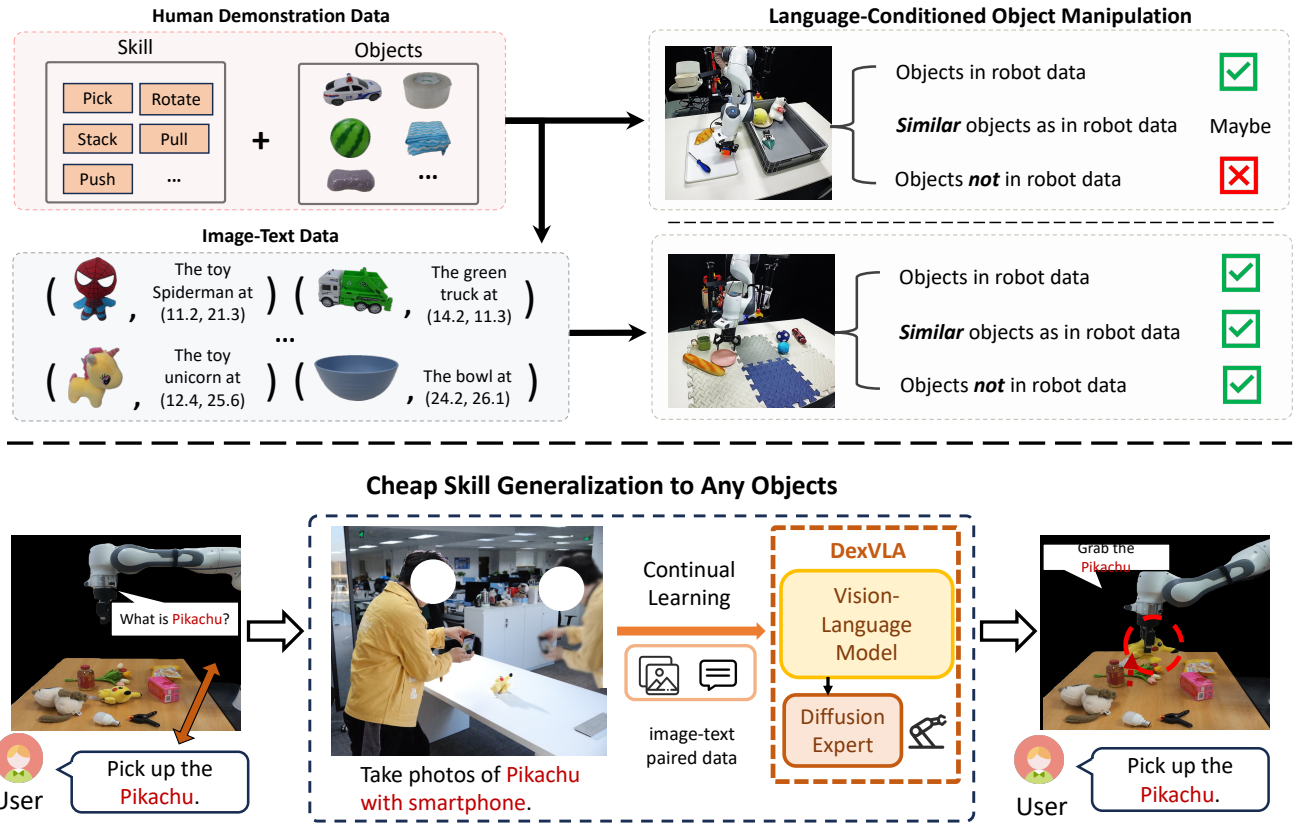 Human Demonstration Data
Skill
Pick
Rotate
Stack
Pull
Push
...
+
Objects
...
Image-Text Data
( , The toy
Spiderman at
(11.2, 21.3) )
( , The green
truck at
(14.2, 11.3) )
...
( , The toy
unicorn at
(12.4, 25.6) )
( , The bowl at
(24.2, 26.1) )
Language-Conditioned Object Manipulation
Objects in robot data
Similar objects as in robot data
Maybe
Objects not in robot data
Objects in robot data
Similar objects as in robot data
Objects not in robot data
Cheap Skill Generalization to Any Objects
What is Pikachu?
User
Pick up the
Pikachu.
Take photos of Pikachu
with smartphone.
Continual
Learning
image-text
paired data
DexVLA
Vision-
Language
Model
Diffusion
Expert
Grab the
Pikachu
User
Pick up the
Pikachu.